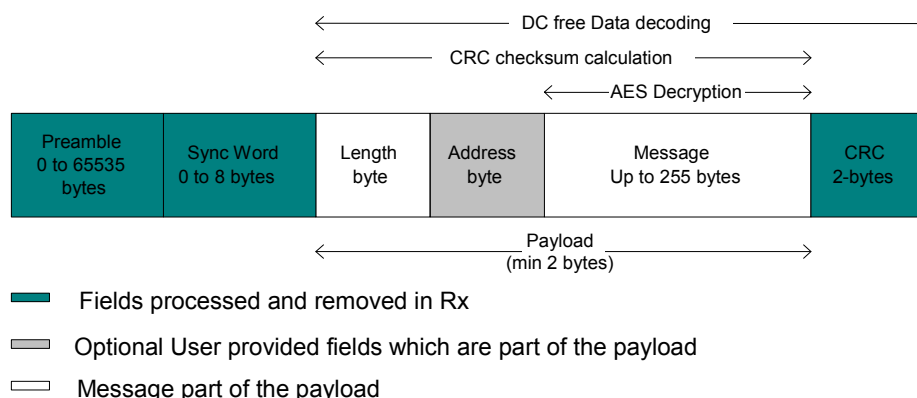 DC free Data decoding
CRC checksum calculation
AES Decryption
Preamble
0 to 65535
bytes
Sync Word
0 to 8 bytes
Length
byte
Address
byte
Message
Up to 255 bytes
CRC
2-bytes
Payload
(min 2 bytes)
Fields processed and removed in Rx
Optional User provided fields which are part of the payload
Message part of the payload